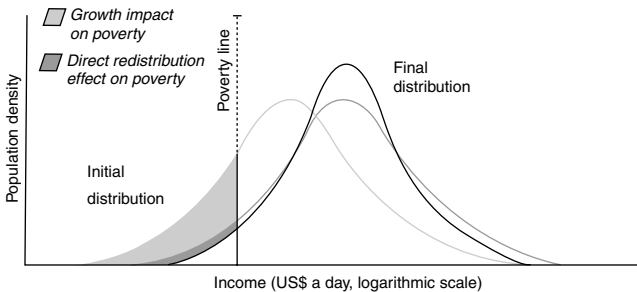 Growth impact
on poverty
Direct redistribution
effect on poverty
Poverty line
Final
distribution
Population density
Initial
distribution
Income (US$ a day, logarithmic scale)